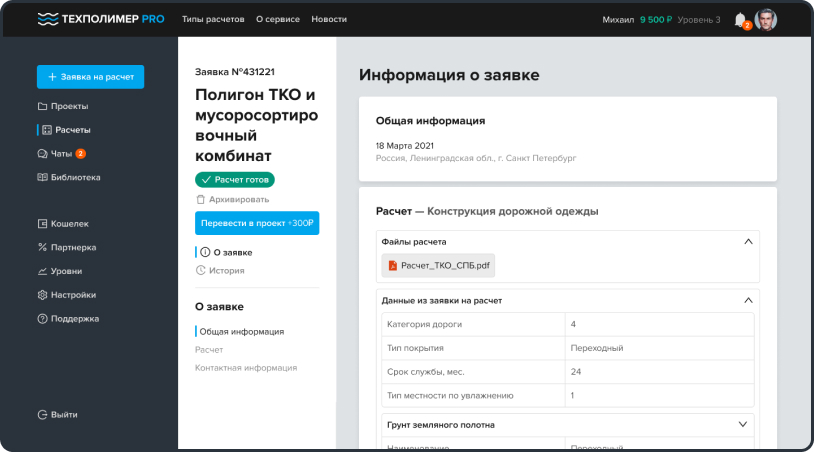 ТЕХПОЛИМЕР PRO
Типы расчетов
О сервисе
Новости
Михаил 9 500 ₽ Уровень 3
2
+ Заявка на расчет
Проекты
Расчеты
Чаты 2
Библиотека
Кошелек
Партнерка
Уровни
Настройки
Поддержка
Выйти
Заявка №431221
Полигон ТКО и
мусоросортиро
вочный
комбинат
Расчет готов
Архивировать
Перевести в проект +300₽
О заявке
История
О заявке
Общая информация
Расчет
Контактная информация
Информация о заявке
Общая информация
18 Марта 2021
Россия, Ленинградская обл., г. Санкт Петербург
Расчет — Конструкция дорожной одежды
Файлы расчета
Расчет_ТКО_СПБ.pdf
Данные из заявки на расчет
Категория дороги 4
Тип покрытия Переходный
Срок службы, мес. 24
Тип местности по увлажнению 1
Грунт земляного полотна
Наименование Переходный